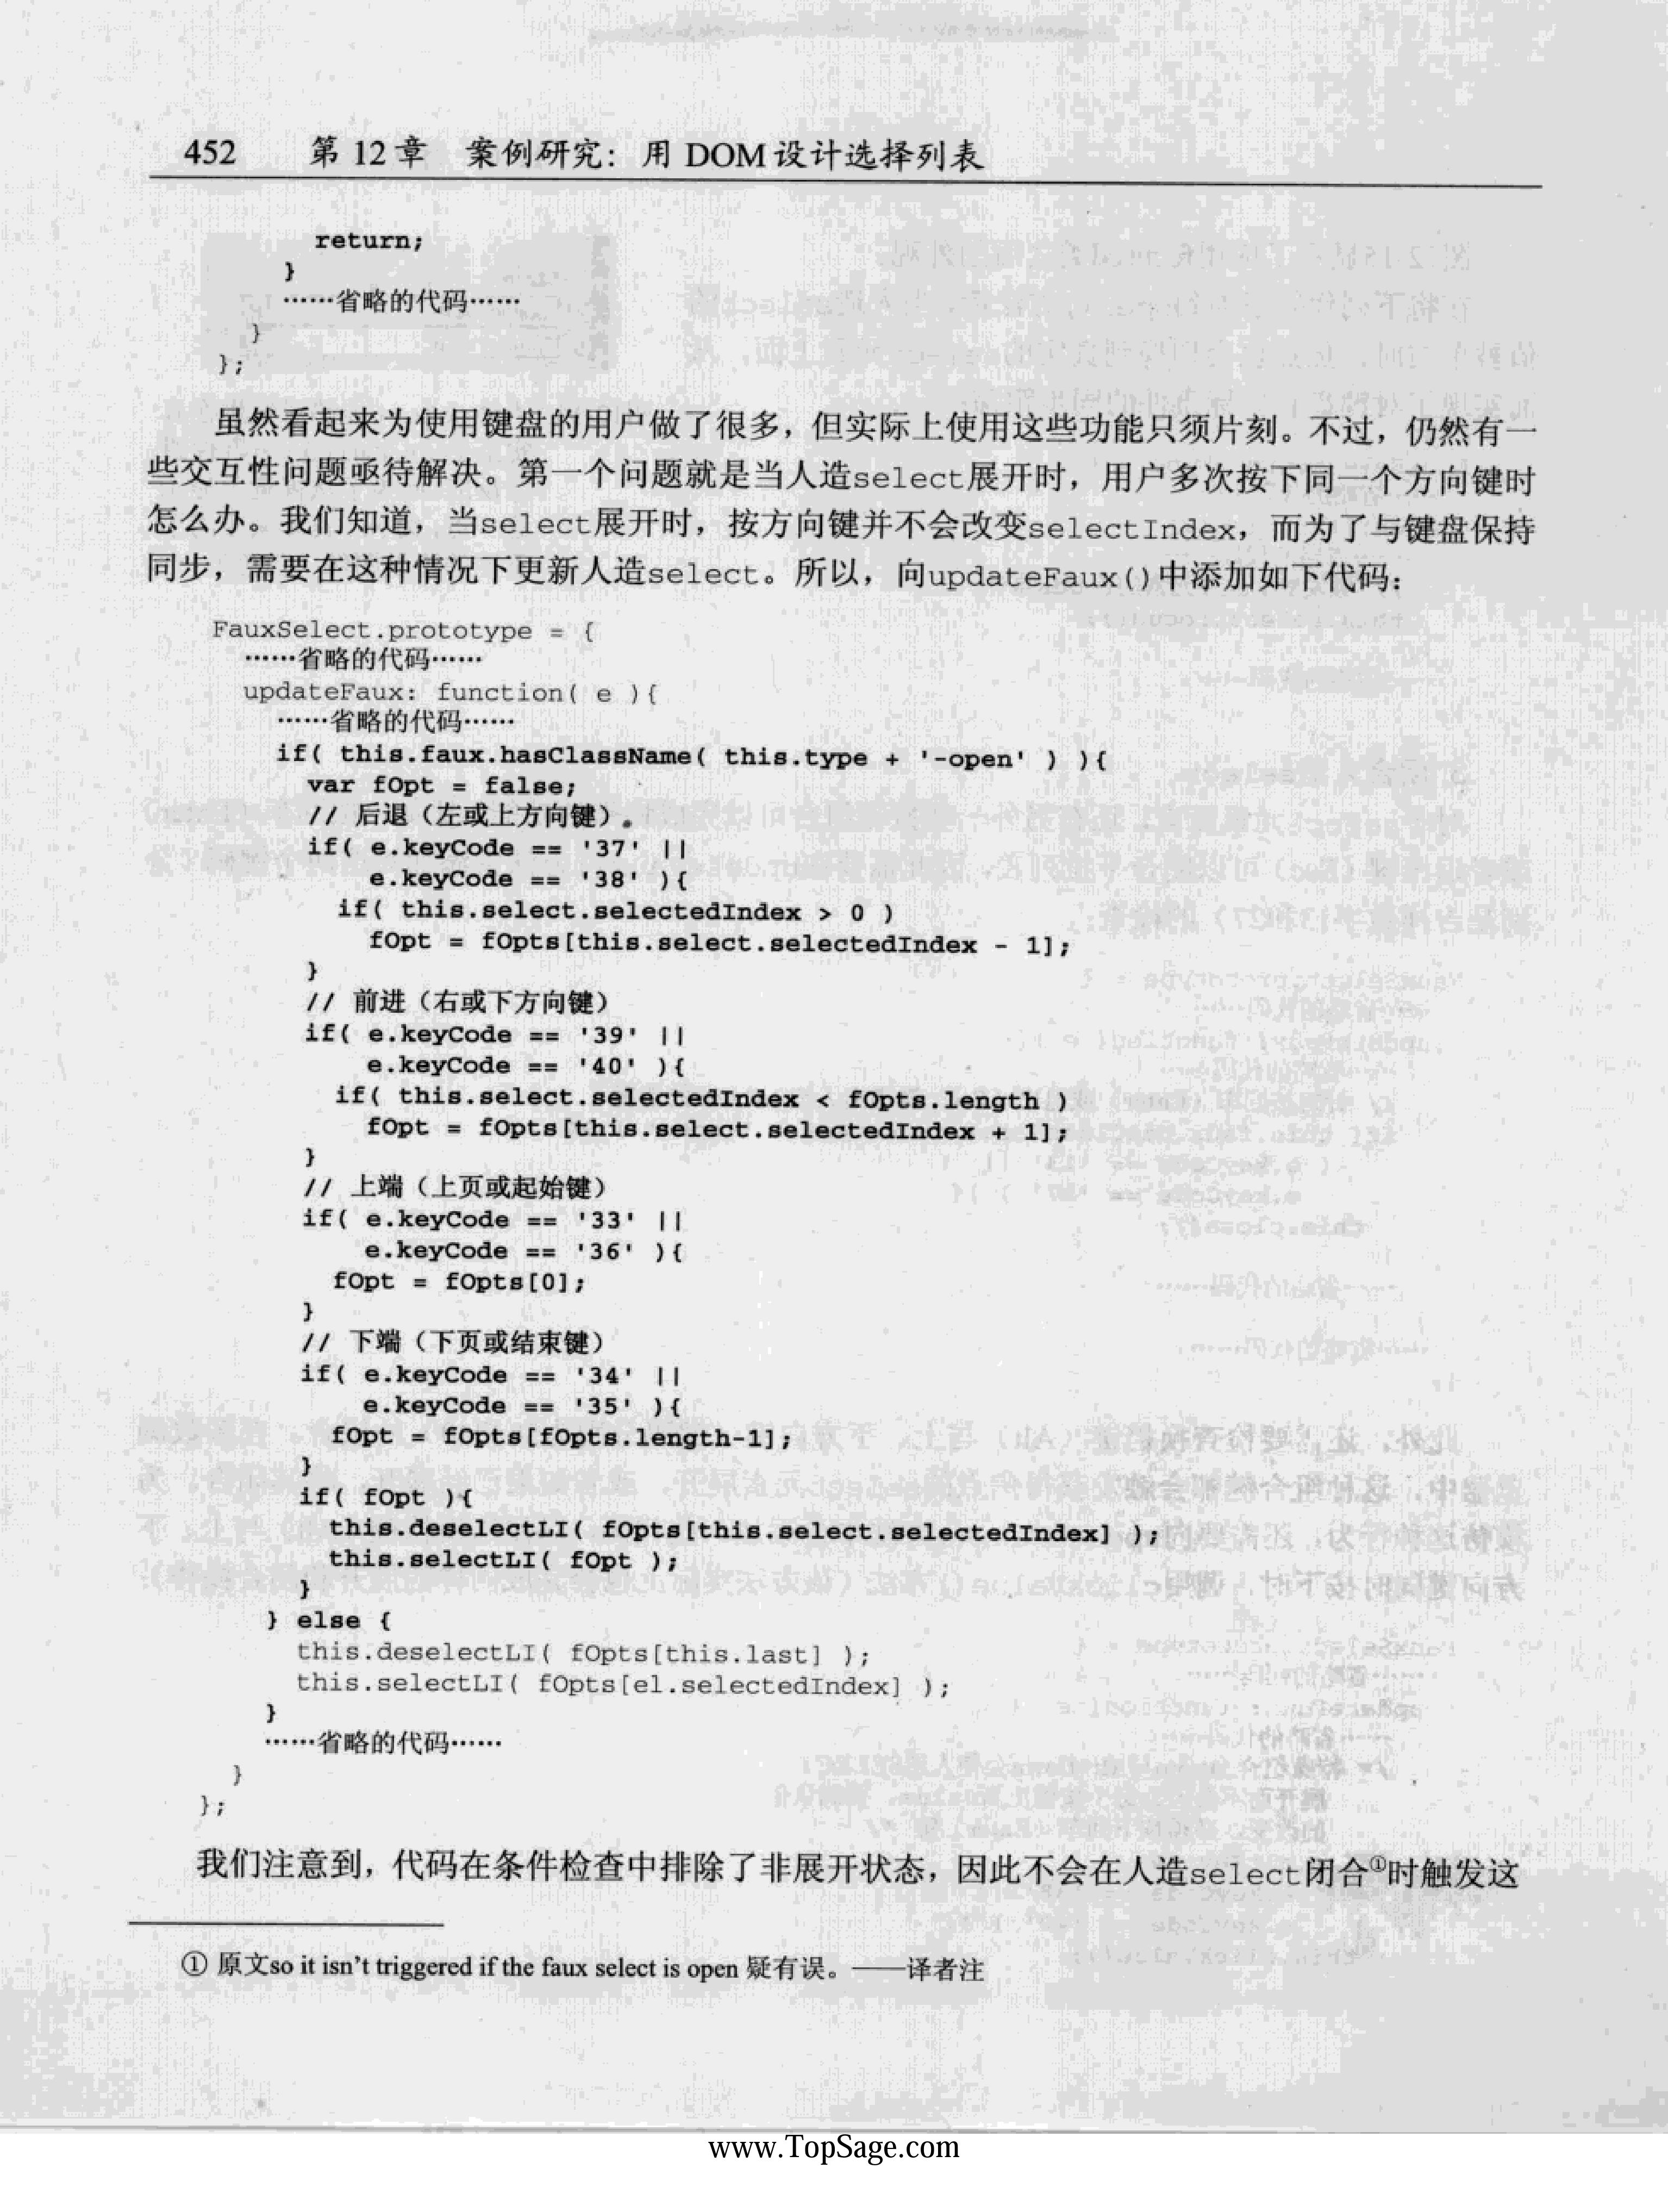 452 第 12 章 案例研究：用 DOM 设计选择列表
return;
}
……省略的代码……
}
};
虽然看起来为使用键盘的用户做了很多，但实际上使用这些功能只须片刻。不过，仍然有一
些交互性问题亟待解决。第一个问题就是当人造select展开时，用户多次按下同一个方向键时
怎么办。我们知道，当select展开时，按方向键并不会改变selectIndex，而为了与键盘保持
同步，需要在这种情况下更新人造select。所以，向updateFaux()中添加如下代码：
FauxSelect.prototype = {
……省略的代码……
updateFaux: function( e ){
……省略的代码……
if( this.faux.hasClassName( this.type + '-open' ) ){
var fOpt = false;
// 后退（左或上方向键）。
if( e.keyCode == '37' ||
e.keyCode == '38' ){
if( this.select.selectedIndex > 0 )
fOpt = fOpts[this.select.selectedIndex - 1];
}
// 前进（右或下方向键）
if( e.keyCode == '39' ||
e.keyCode == '40' ){
if( this.select.selectedIndex < fOpts.length )
fOpt = fOpts[this.select.selectedIndex + 1];
}
// 上端（上页或起始键）
if( e.keyCode == '33' ||
e.keyCode == '36' ){
fOpt = fOpts[0];
}
// 下端（下页或结束键）
if( e.keyCode == '34' ||
e.keyCode == '35' ){
fOpt = fOpts[fOpts.length-1];
}
if( fOpt ){
this.deselectLI( fOpts[this.select.selectedIndex] );
this.selectLI( fOpt );
}
} else {
this.deselectLI( fOpts[this.last] );
this.selectLI( fOpts[el.selectedIndex] );
}
……省略的代码……
}
};
我们注意到，代码在条件检查中排除了非展开状态，因此不会在人造select闭合①时触发这
① 原文so it isn't triggered if the faux select is open 疑有误。——译者注
www.TopSage.com